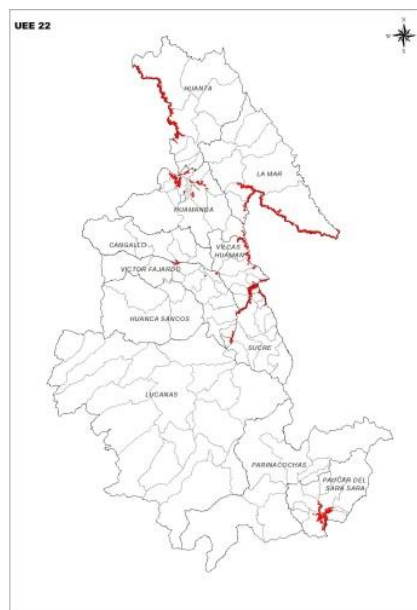 UEE 22
N
W
HUANTA
LA MAR
HUAMANGA
CANGALLO
VILCAS
HUAMAN
VICTOR FAJARDO
HUANCA SANCOS
SUCRE
LUCANAS
PARINACOCHAS
PAUCAR DEL
SARA SARA